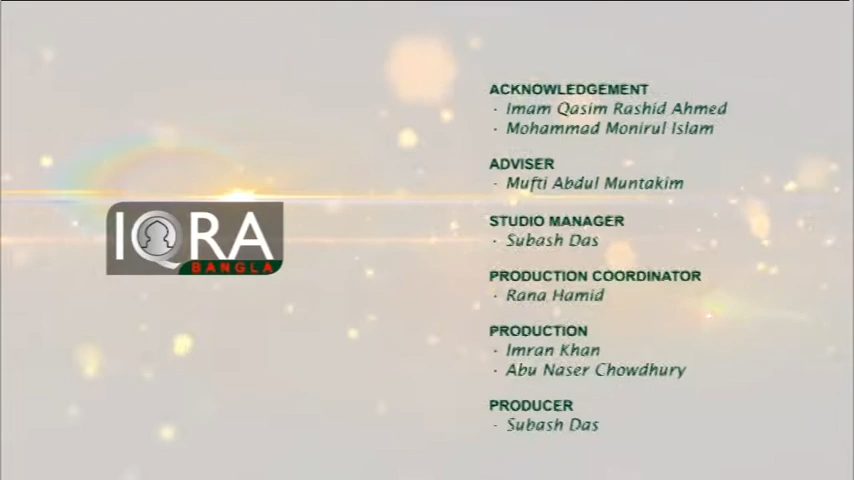 IQRA
BANGLA
ACKNOWLEDGEMENT
· Imam Qasim Rashid Ahmed
· Mohammad Monirul Islam
ADVISER
· Mufti Abdul Muntakim
STUDIO MANAGER
· Subash Das
PRODUCTION COORDINATOR
· Rana Hamid
PRODUCTION
· Imran Khan
· Abu Naser Chowdhury
PRODUCER
· Subash Das